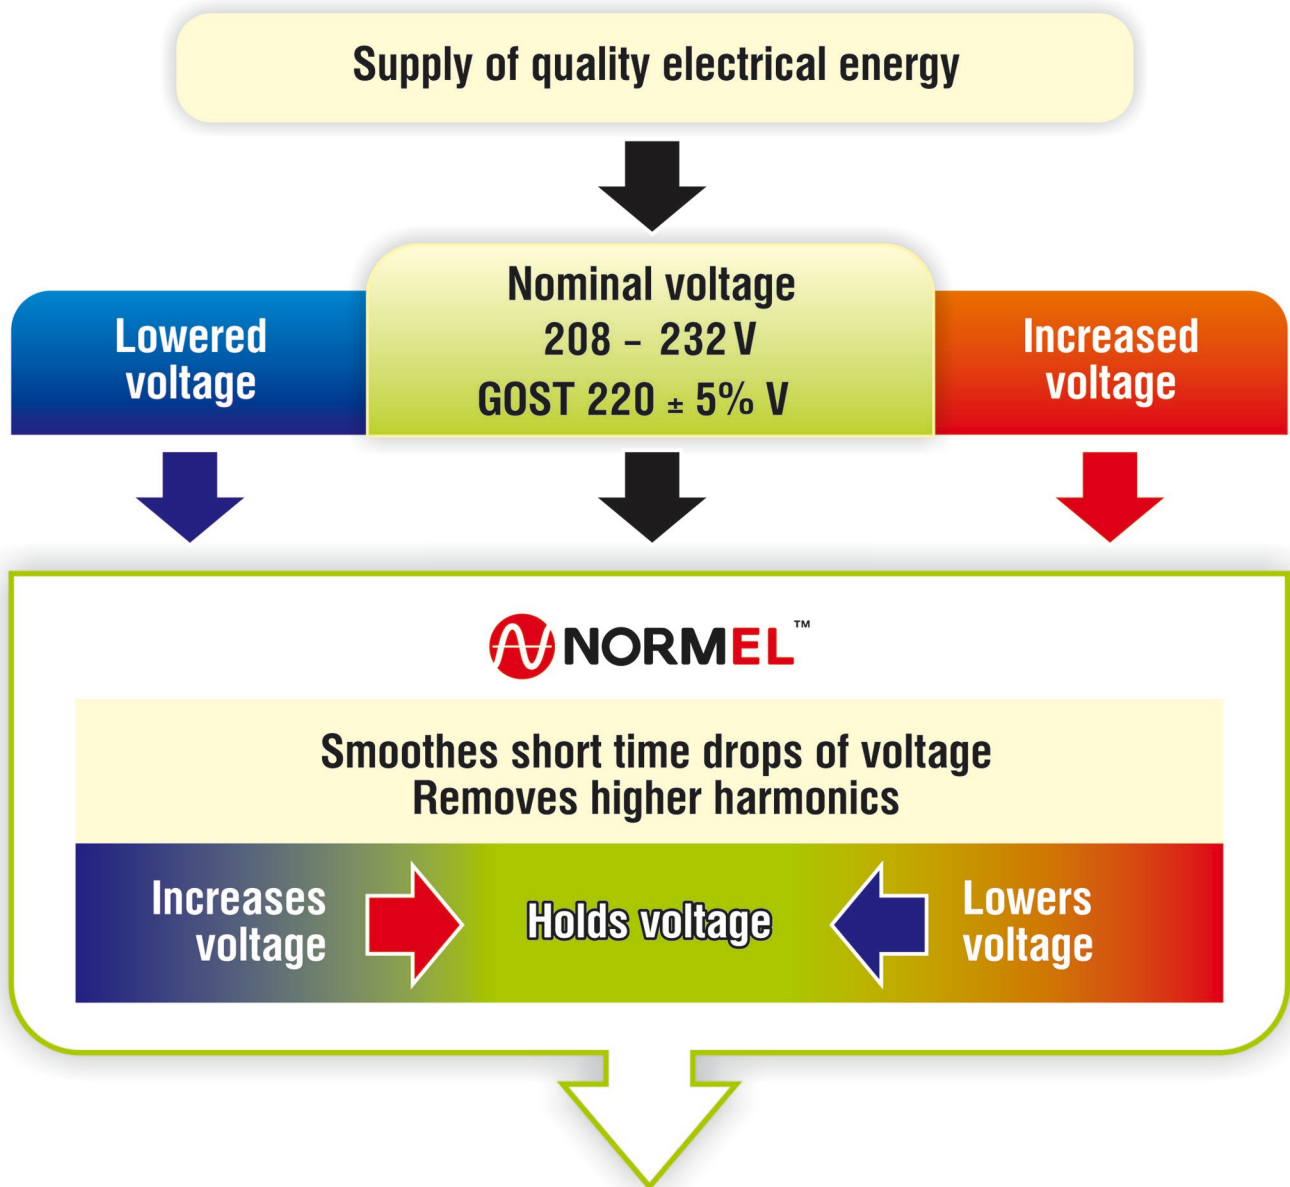 Supply of quality electrical energy
Lowered
voltage
Nominal voltage
208 – 232 V
GOST 220 ± 5% V
Increased
voltage
NORMEL™
Smoothes short time drops of voltage
Removes higher harmonics
Increases
voltage
Holds voltage
Lowers
voltage